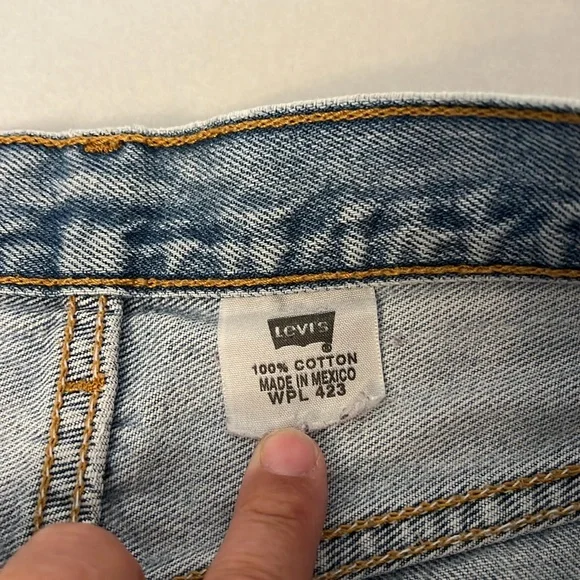 Levi's
®
100% COTTON
MADE IN MEXICO
WPL 423